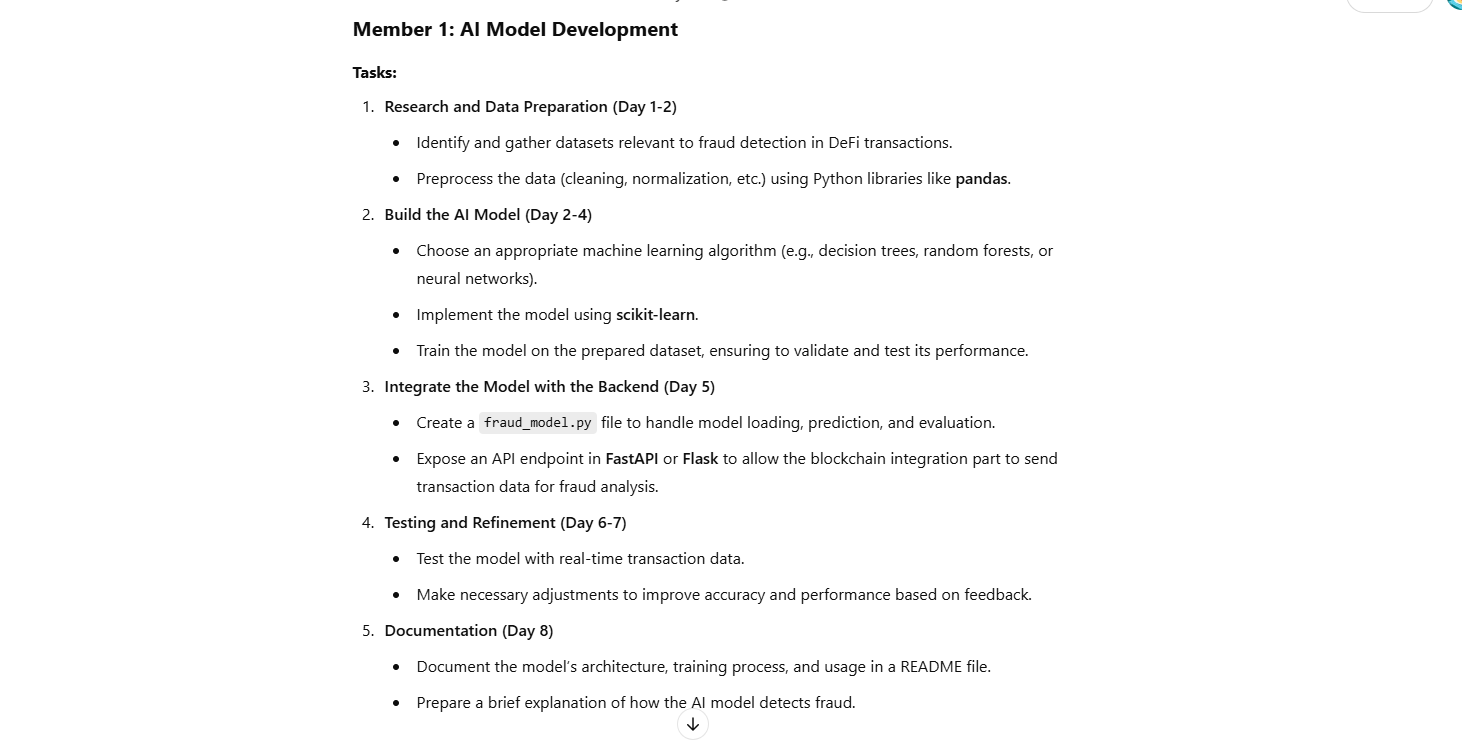 Member 1: AI Model Development
Tasks:
1. Research and Data Preparation (Day 1-2)
• Identify and gather datasets relevant to fraud detection in DeFi transactions.
• Preprocess the data (cleaning, normalization, etc.) using Python libraries like pandas.
2. Build the AI Model (Day 2-4)
• Choose an appropriate machine learning algorithm (e.g., decision trees, random forests, or
neural networks).
• Implement the model using scikit-learn.
• Train the model on the prepared dataset, ensuring to validate and test its performance.
3. Integrate the Model with the Backend (Day 5)
• Create a fraud_model.py file to handle model loading, prediction, and evaluation.
• Expose an API endpoint in FastAPI or Flask to allow the blockchain integration part to send
transaction data for fraud analysis.
4. Testing and Refinement (Day 6-7)
• Test the model with real-time transaction data.
• Make necessary adjustments to improve accuracy and performance based on feedback.
5. Documentation (Day 8)
• Document the model's architecture, training process, and usage in a README file.
• Prepare a brief explanation of how the AI model detects fraud.